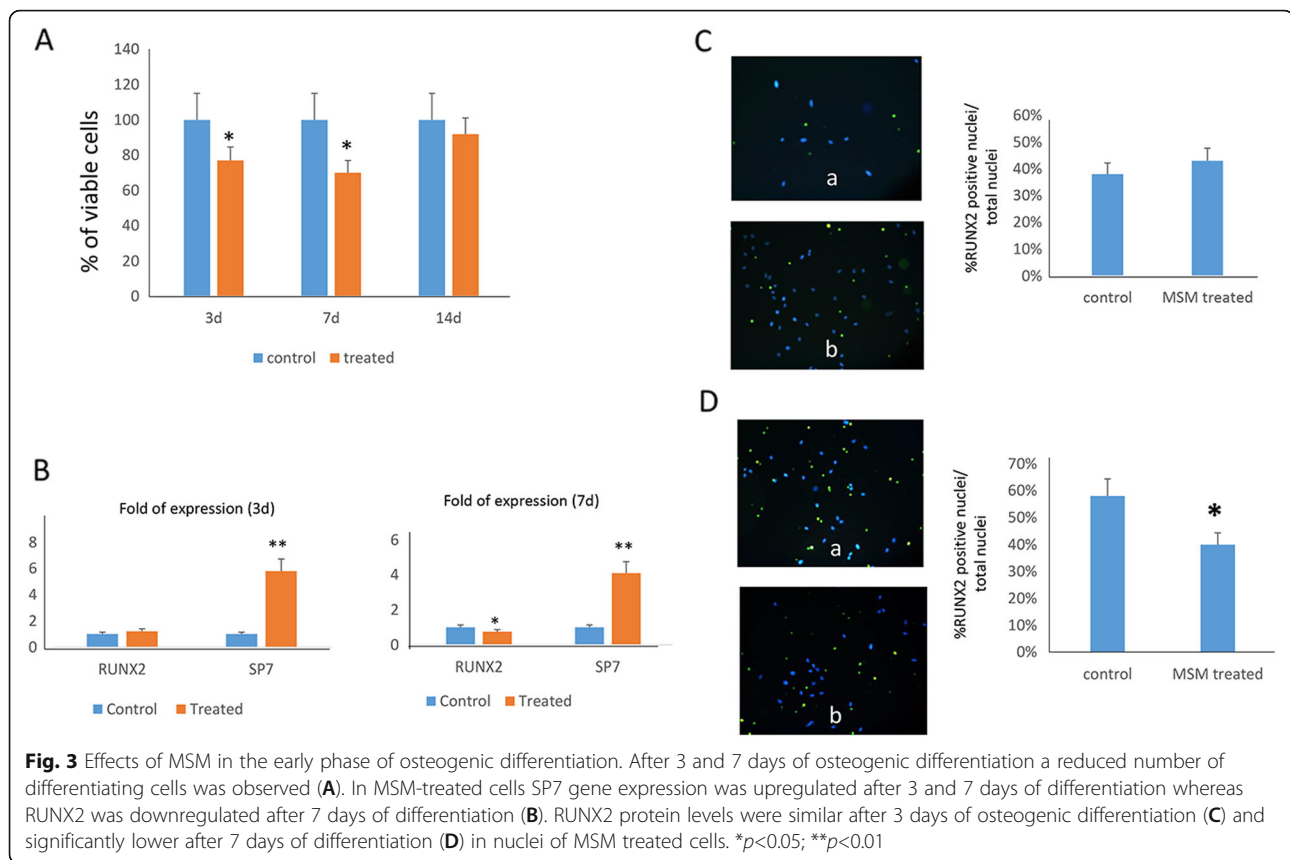 A
140
120
100
80
60
40
20
0
% of viable cells
*
*
3d
7d
14d
control
treated
B
Fold of expression (3d)
8
6
4
2
0
**
RUNX2
SP7
Control
Treated
Fold of expression (7d)
6
4
2
0
*
**
RUNX2
SP7
Control
Treated
C
a
b
%RUNX2 positive nuclei/
total nuclei
60%
50%
40%
30%
20%
10%
0%
control
MSM treated
D
a
b
%RUNX2 positive nuclei/
total nuclei
70%
60%
50%
40%
30%
20%
10%
0%
*
control
MSM treated
Fig. 3 Effects of MSM in the early phase of osteogenic differentiation. After 3 and 7 days of osteogenic differentiation a reduced number of
differentiating cells was observed (A). In MSM-treated cells SP7 gene expression was upregulated after 3 and 7 days of differentiation whereas
RUNX2 was downregulated after 7 days of differentiation (B). RUNX2 protein levels were similar after 3 days of osteogenic differentiation (C) and
significantly lower after 7 days of differentiation (D) in nuclei of MSM treated cells. *p<0.05; **p<0.01